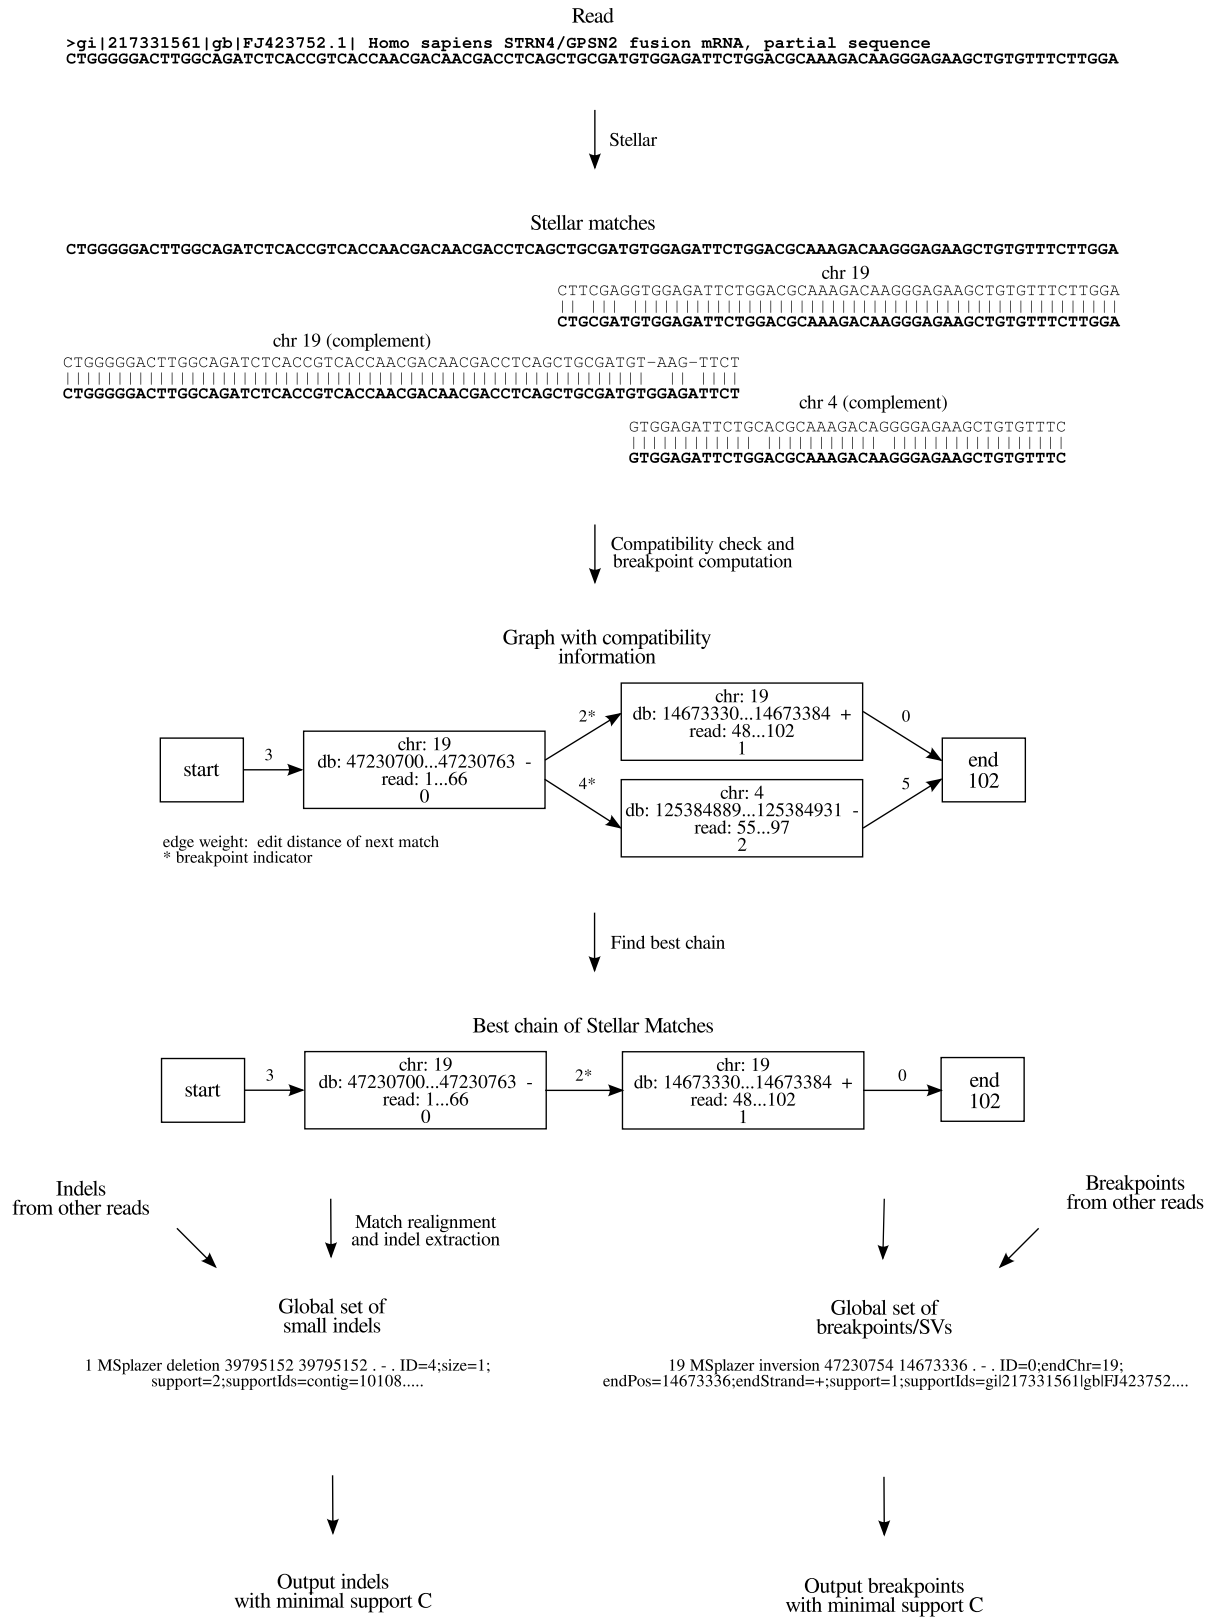 Read
>gi|217331561|gb|FJ423752.1| Homo sapiens STRN4/GPSN2 fusion mRNA, partial sequence
CTGGGGGACTTGGCAGATCTCACCGTCACCAACGACAACGACCTCAGCTGCGATGTGGAGATTCTGGACGCAAAGACAAGGGAGAAGCTGTGTTTCTTGGA
Stellar
Stellar matches
CTGGGGGACTTGGCAGATCTCACCGTCACCAACGACAACGACCTCAGCTGCGATGTGGAGATTCTGGACGCAAAGACAAGGGAGAAGCTGTGTTTCTTGGA
chr 19
CTTCGAGGTGGAGATTCTGGACGCAAAGACAAGGGAGAAGCTGTGTTTCTTGGA
CTGCGATGTGGAGATTCTGGACGCAAAGACAAGGGAGAAGCTGTGTTTCTTGGA
chr 19 (complement)
CTGGGGGACTTGGCAGATCTCACCGTCACCAACGACAACGACCTCAGCTGCGATGT-AAG-TTCT
CTGGGGGACTTGGCAGATCTCACCGTCACCAACGACAACGACCTCAGCTGCGATGTGGAGATTCT
chr 4 (complement)
GTGGAGATTCTGCACGCAAAGACAGGGGAGAAGCTGTGTTTC
GTGGAGATTCTGGACGCAAAGACAAGGGAGAAGCTGTGTTTC
Compatibility check and
breakpoint computation
Graph with compatibility
information
start
3
chr: 19
db: 47230700...47230763 -
read: 1...66
0
2*
4*
chr: 19
db: 14673330...14673384 +
read: 48...102
1
chr: 4
db: 125384889...125384931 -
read: 55...97
2
0
5
end
102
edge weight: edit distance of next match
* breakpoint indicator
Find best chain
Best chain of Stellar Matches
start
3
chr: 19
db: 47230700...47230763 -
read: 1...66
0
2*
chr: 19
db: 14673330...14673384 +
read: 48...102
1
0
end
102
Indels
from other reads
Match realignment
and indel extraction
Breakpoints
from other reads
Global set of
small indels
1 MSplazer deletion 39795152 39795152 . - . ID=4;size=1;
support=2;supportIds=contig=10108.....
Global set of
breakpoints/SVs
19 MSplazer inversion 47230754 14673336 . - . ID=0;endChr=19;
endPos=14673336;endStrand=+;support=1;supportIds=gi|217331561|gb|FJ423752....
Output indels
with minimal support C
Output breakpoints
with minimal support C